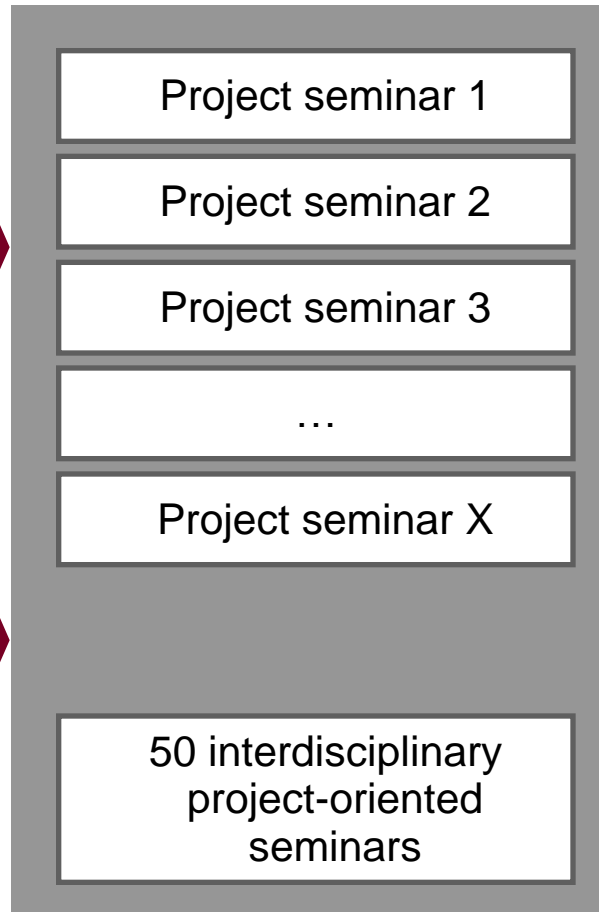 Project seminar 1
Project seminar 2
Project seminar 3
...
Project seminar X
50 interdisciplinary
project-oriented
seminars